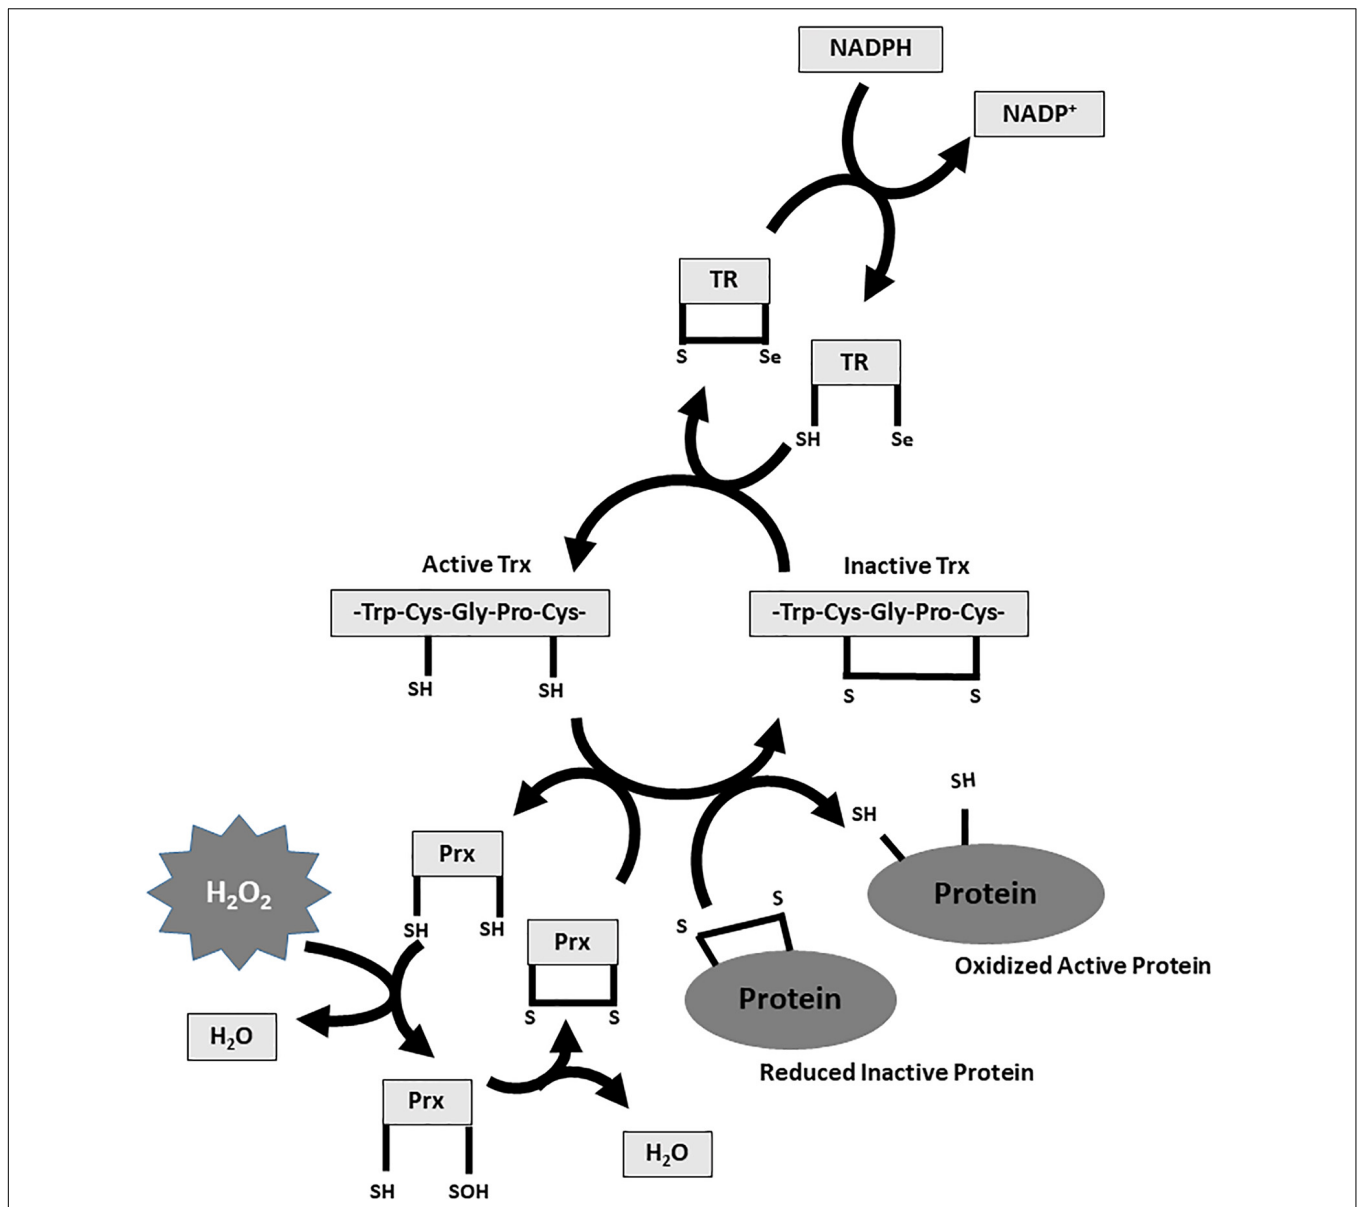 NADPH
NADP⁺
TR
S Se
TR
SH Se
Active Trx
-Trp-Cys-Gly-Pro-Cys-
SH SH
Inactive Trx
-Trp-Cys-Gly-Pro-Cys-
S S
H₂O₂
Prx
SH SH
H₂O
Prx
SH SOH
Prx
S S
H₂O
S S
Protein
Reduced Inactive Protein
SH SH
Protein
Oxidized Active Protein